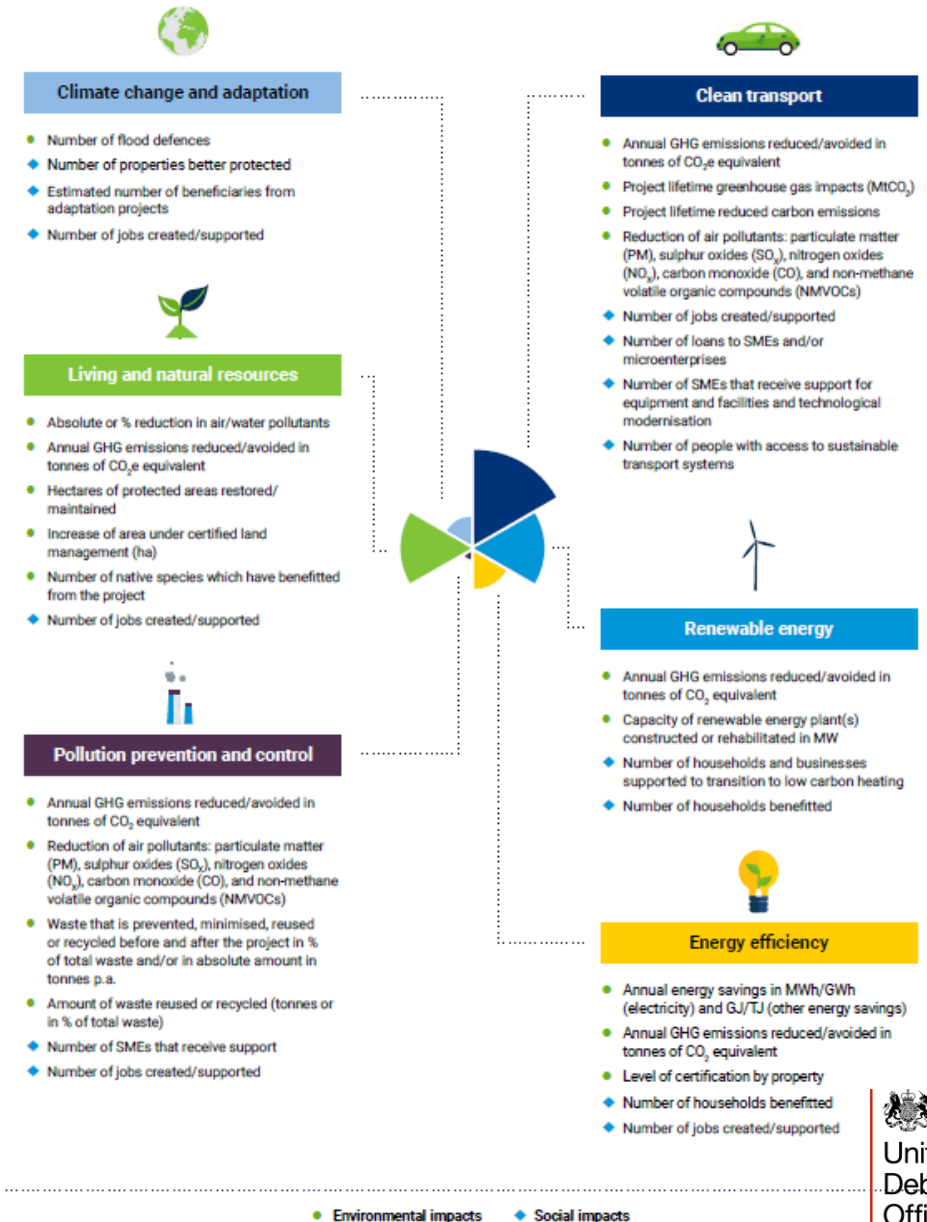 Climate change and adaptation
Number of flood defences
Number of properties better protected
Estimated number of beneficiaries from
adaptation projects
Number of jobs created/supported
Living and natural resources
Absolute or % reduction in air/water pollutants
Annual GHG emissions reduced/avoided in
tonnes of CO₂e equivalent
Hectares of protected areas restored/
maintained
Increase of area under certified land
management (ha)
Number of native species which have benefitted
from the project
Number of jobs created/supported
Pollution prevention and control
Annual GHG emissions reduced/avoided in
tonnes of CO₂ equivalent
Reduction of air pollutants: particulate matter
(PM), sulphur oxides (SOₓ), nitrogen oxides
(NOₓ), carbon monoxide (CO), and non-methane
volatile organic compounds (NMVOCs)
Waste that is prevented, minimised, reused
or recycled before and after the project in %
of total waste and/or in absolute amount in
tonnes p.a.
Amount of waste reused or recycled (tonnes or
in % of total waste)
Number of SMEs that receive support
Number of jobs created/supported
Clean transport
Annual GHG emissions reduced/avoided in
tonnes of CO₂e equivalent
Project lifetime greenhouse gas impacts (MtCO₂)
Project lifetime reduced carbon emissions
Reduction of air pollutants: particulate matter
(PM), sulphur oxides (SOₓ), nitrogen oxides
(NOₓ), carbon monoxide (CO), and non-methane
volatile organic compounds (NMVOCs)
Number of jobs created/supported
Number of loans to SMEs and/or
microenterprises
Number of SMEs that receive support for
equipment and facilities and technological
modernisation
Number of people with access to sustainable
transport systems
Renewable energy
Annual GHG emissions reduced/avoided in
tonnes of CO₂ equivalent
Capacity of renewable energy plant(s)
constructed or rehabilitated in MW
Number of households and businesses
supported to transition to low carbon heating
Number of households benefitted
Energy efficiency
Annual energy savings in MWh/GWh
(electricity) and GJ/TJ (other energy savings)
Annual GHG emissions reduced/avoided in
tonnes of CO₂ equivalent
Level of certification by property
Number of households benefitted
Number of jobs created/supported
Environmental impacts
Social impacts